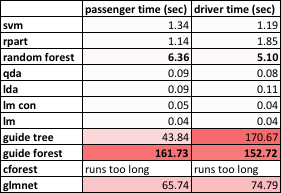 passenger time (sec) driver time (sec)
svm 1.34 1.19
rpart 1.14 1.85
random forest 6.36 5.10
qda 0.09 0.08
lda 0.09 0.11
lm con 0.05 0.04
lm 0.04 0.04
guide tree 43.84 170.67
guide forest 161.73 152.72
cforest runs too long runs too long
glmnet 65.74 74.79